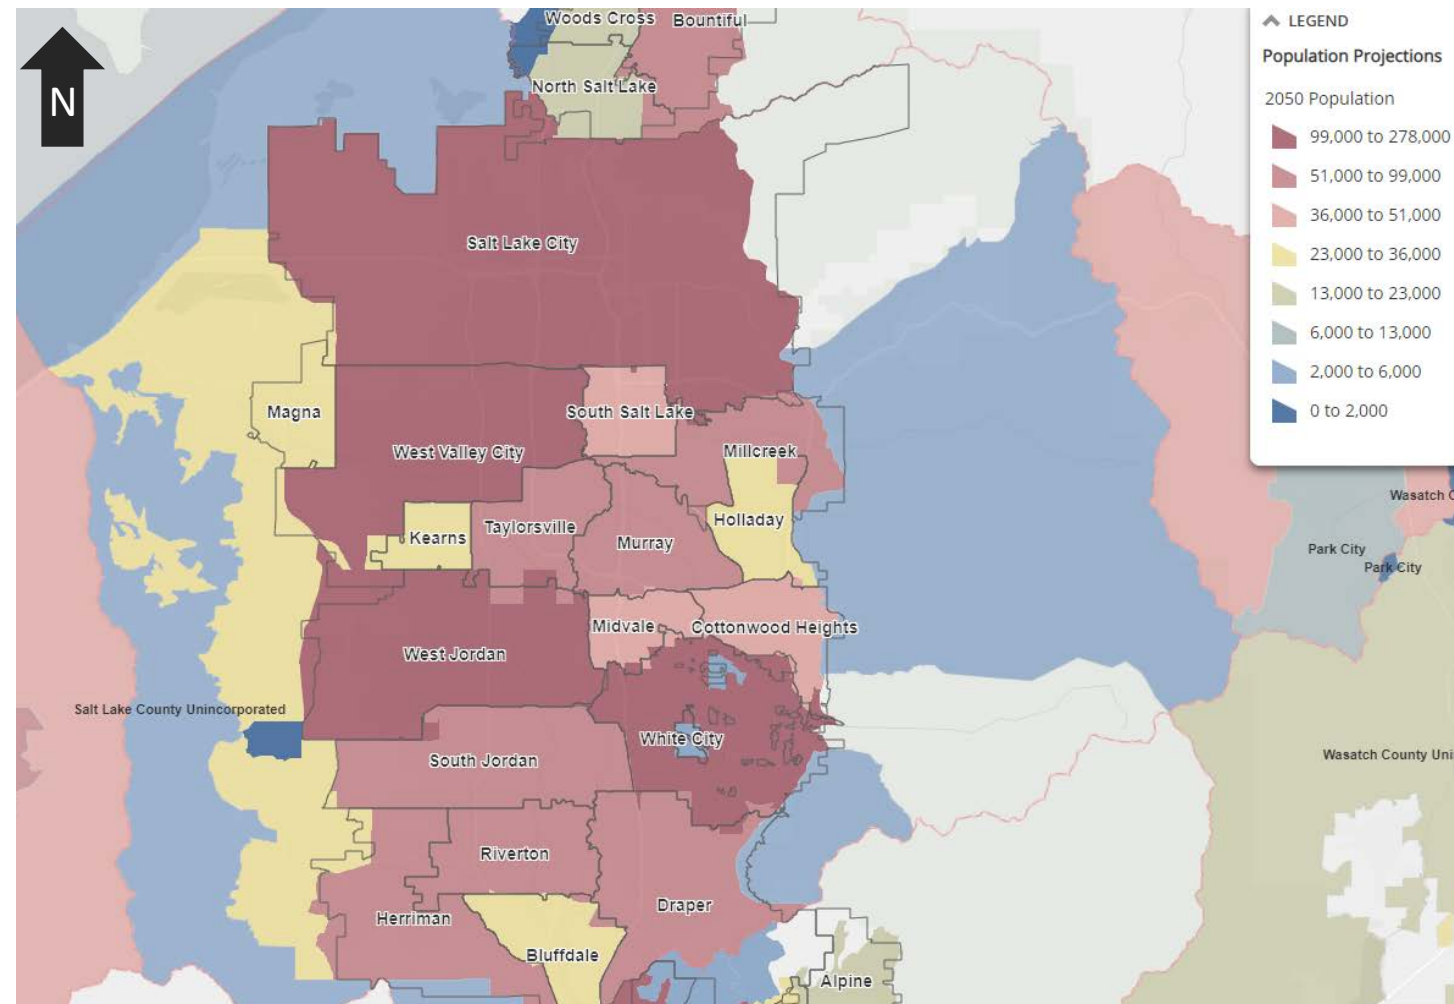 N
Woods Cross
Bountiful
North Salt Lake
Salt Lake City
Magna
South Salt Lake
West Valley City
Millcreek
Kearns
Taylorsville
Holladay
Murray
Midvale
Cottonwood Heights
West Jordan
Salt Lake County Unincorporated
White City
South Jordan
Riverton
Herriman
Draper
Bluffdale
Alpine
LEGEND
Population Projections
2050 Population
99,000 to 278,000
51,000 to 99,000
36,000 to 51,000
23,000 to 36,000
13,000 to 23,000
6,000 to 13,000
2,000 to 6,000
0 to 2,000
Wasatch C
Park City
Park City
Wasatch County Uni